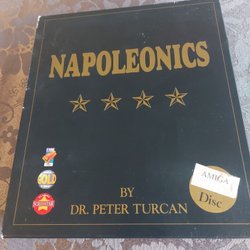 NAPOLEONICS
BY
DR. PETER TURCAN
AMIGA
Disc